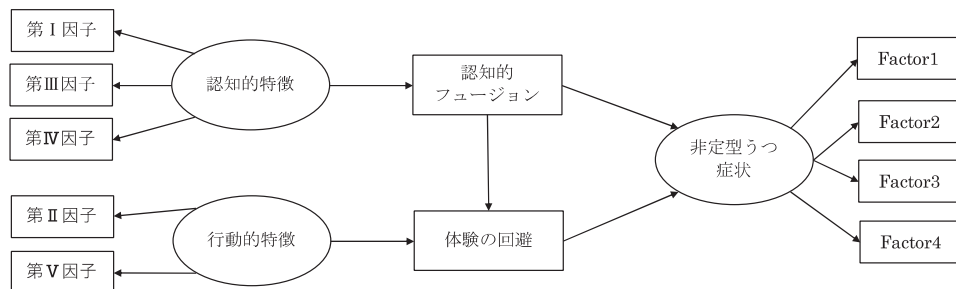 第Ⅰ因子
第Ⅲ因子
第Ⅳ因子
認知的特徴
第Ⅱ因子
第Ⅴ因子
行動的特徴
認知的
フュージョン
体験の回避
非定型うつ
症状
Factor1
Factor2
Factor3
Factor4